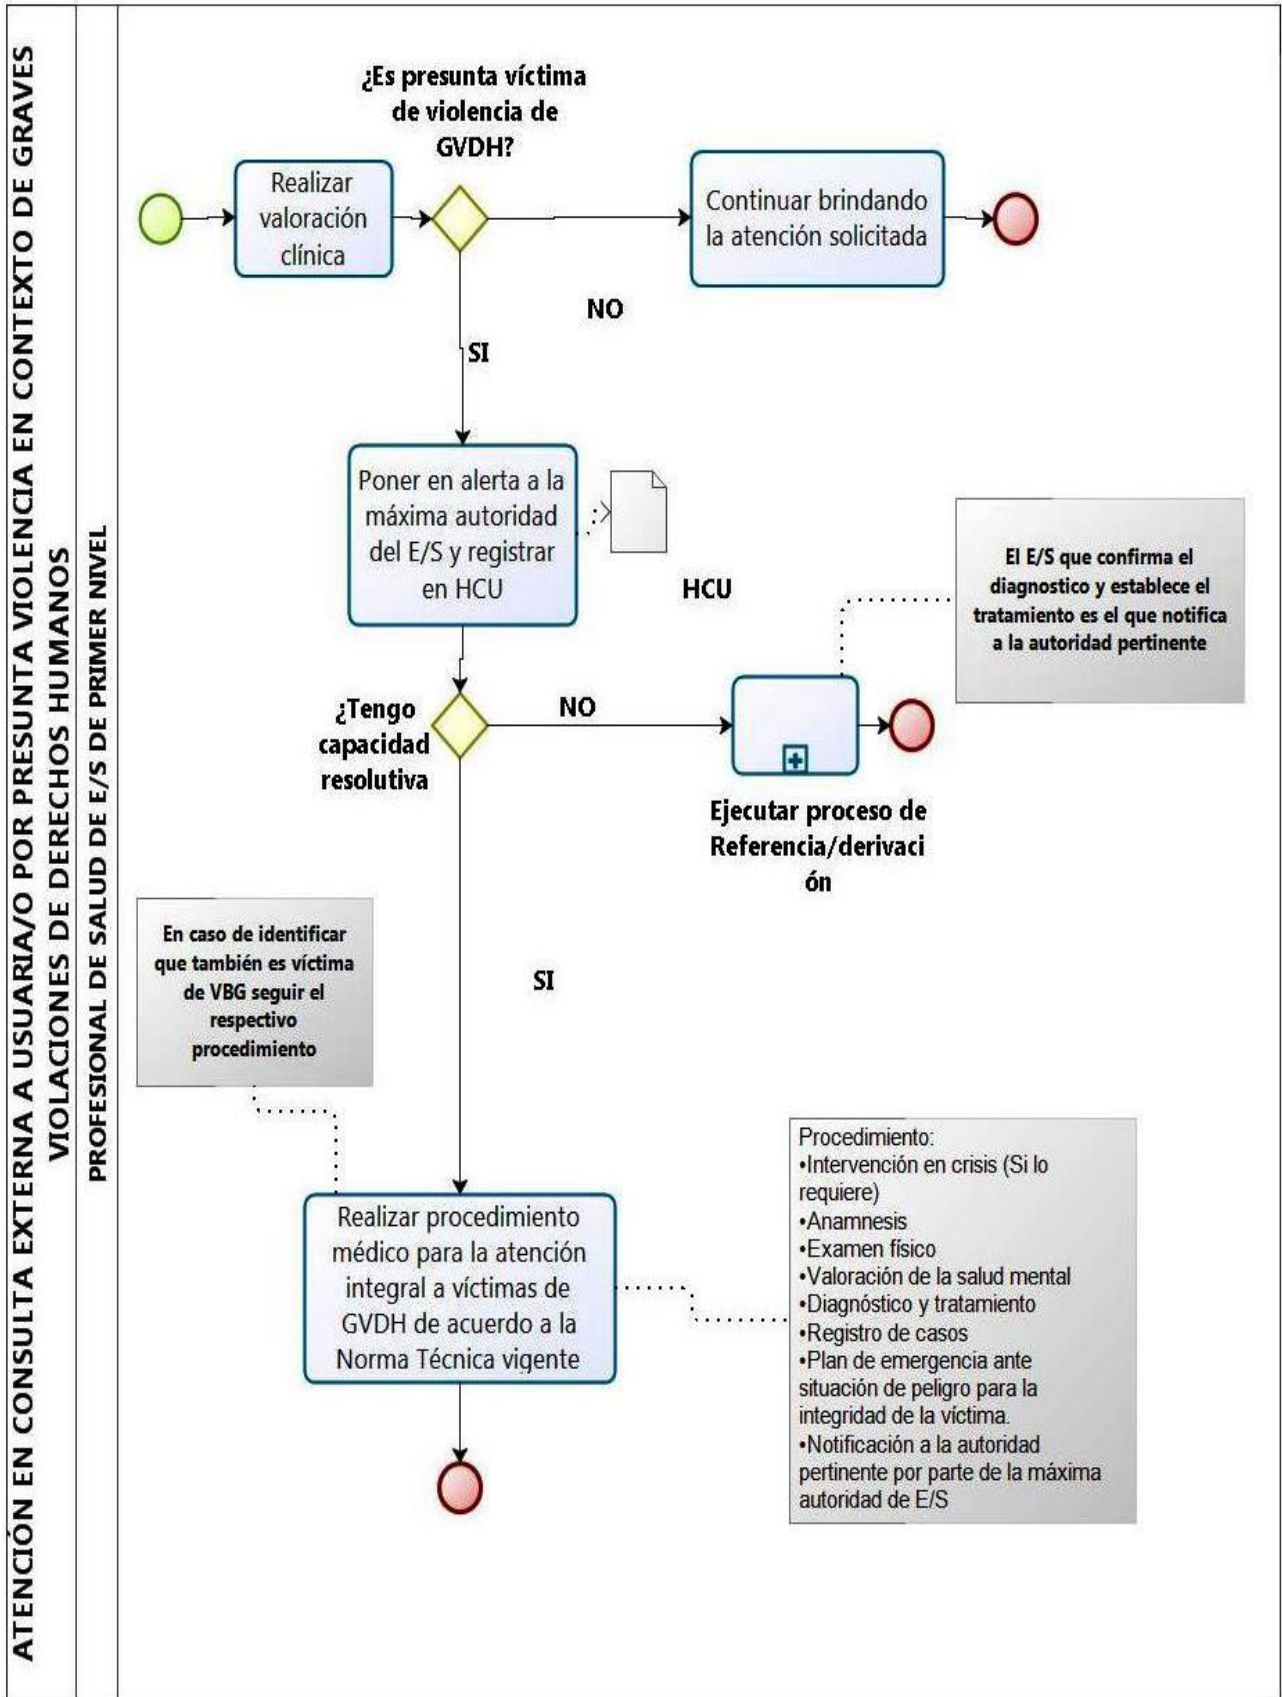 ATENCIÓN EN CONSULTA EXTERNA A USUARIA/O POR PRESUNTA VIOLENCIA EN CONTEXTO DE GRAVES
VIOLACIONES DE DERECHOS HUMANOS
PROFESIONAL DE SALUD DE E/S DE PRIMER NIVEL
¿Es presunta víctima
de violencia de
GVDH?
Realizar
valoración
clínica
Continuar brindando
la atención solicitada
NO
SI
Poner en alerta a la
máxima autoridad
del E/S y registrar
en HCU
HCU
El E/S que confirma el
diagnostico y establece el
tratamiento es el que notifica
a la autoridad pertinente
¿Tengo
capacidad
resolutiva
NO
Ejecutar proceso de
Referencia/derivaci
ón
En caso de identificar
que también es víctima
de VBG seguir el
respectivo
procedimiento
SI
Realizar procedimiento
médico para la atención
integral a víctimas de
GVDH de acuerdo a la
Norma Técnica vigente
Procedimiento:
•Intervención en crisis (Si lo
requiere)
•Anamnesis
•Examen físico
•Valoración de la salud mental
•Diagnóstico y tratamiento
•Registro de casos
•Plan de emergencia ante
situación de peligro para la
integridad de la víctima.
•Notificación a la autoridad
pertinente por parte de la máxima
autoridad de E/S